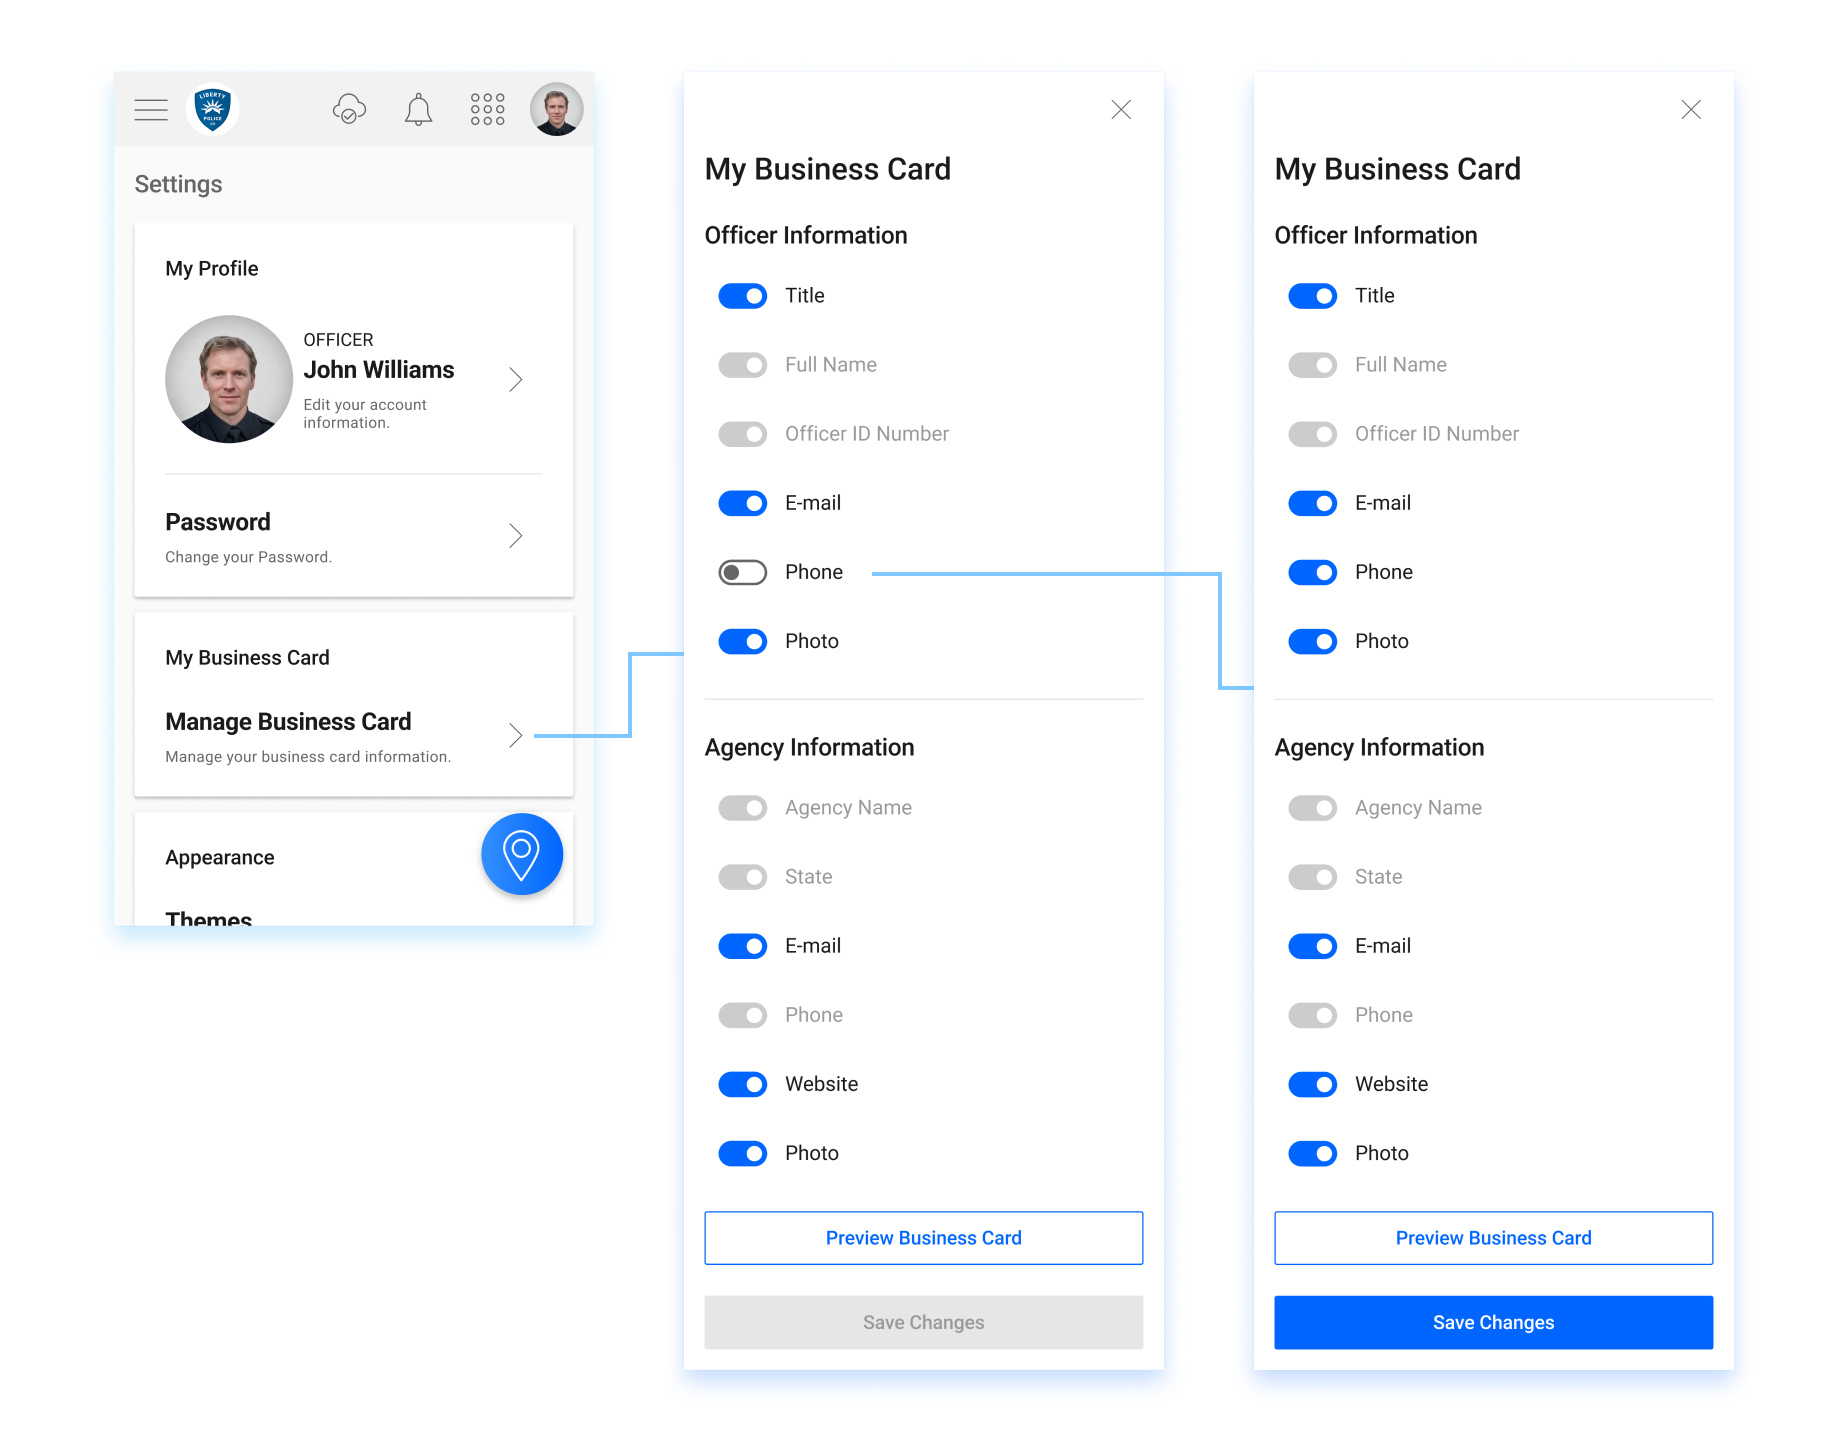 LIBERTY
POLICE
Settings
My Profile
OFFICER
John Williams
Edit your account
information.
Password
Change your Password.
My Business Card
Manage Business Card
Manage your business card information.
Appearance
Themes
My Business Card
Officer Information
Title
Full Name
Officer ID Number
E-mail
Phone
Photo
Agency Information
Agency Name
State
E-mail
Phone
Website
Photo
Preview Business Card
Save Changes
My Business Card
Officer Information
Title
Full Name
Officer ID Number
E-mail
Phone
Photo
Agency Information
Agency Name
State
E-mail
Phone
Website
Photo
Preview Business Card
Save Changes